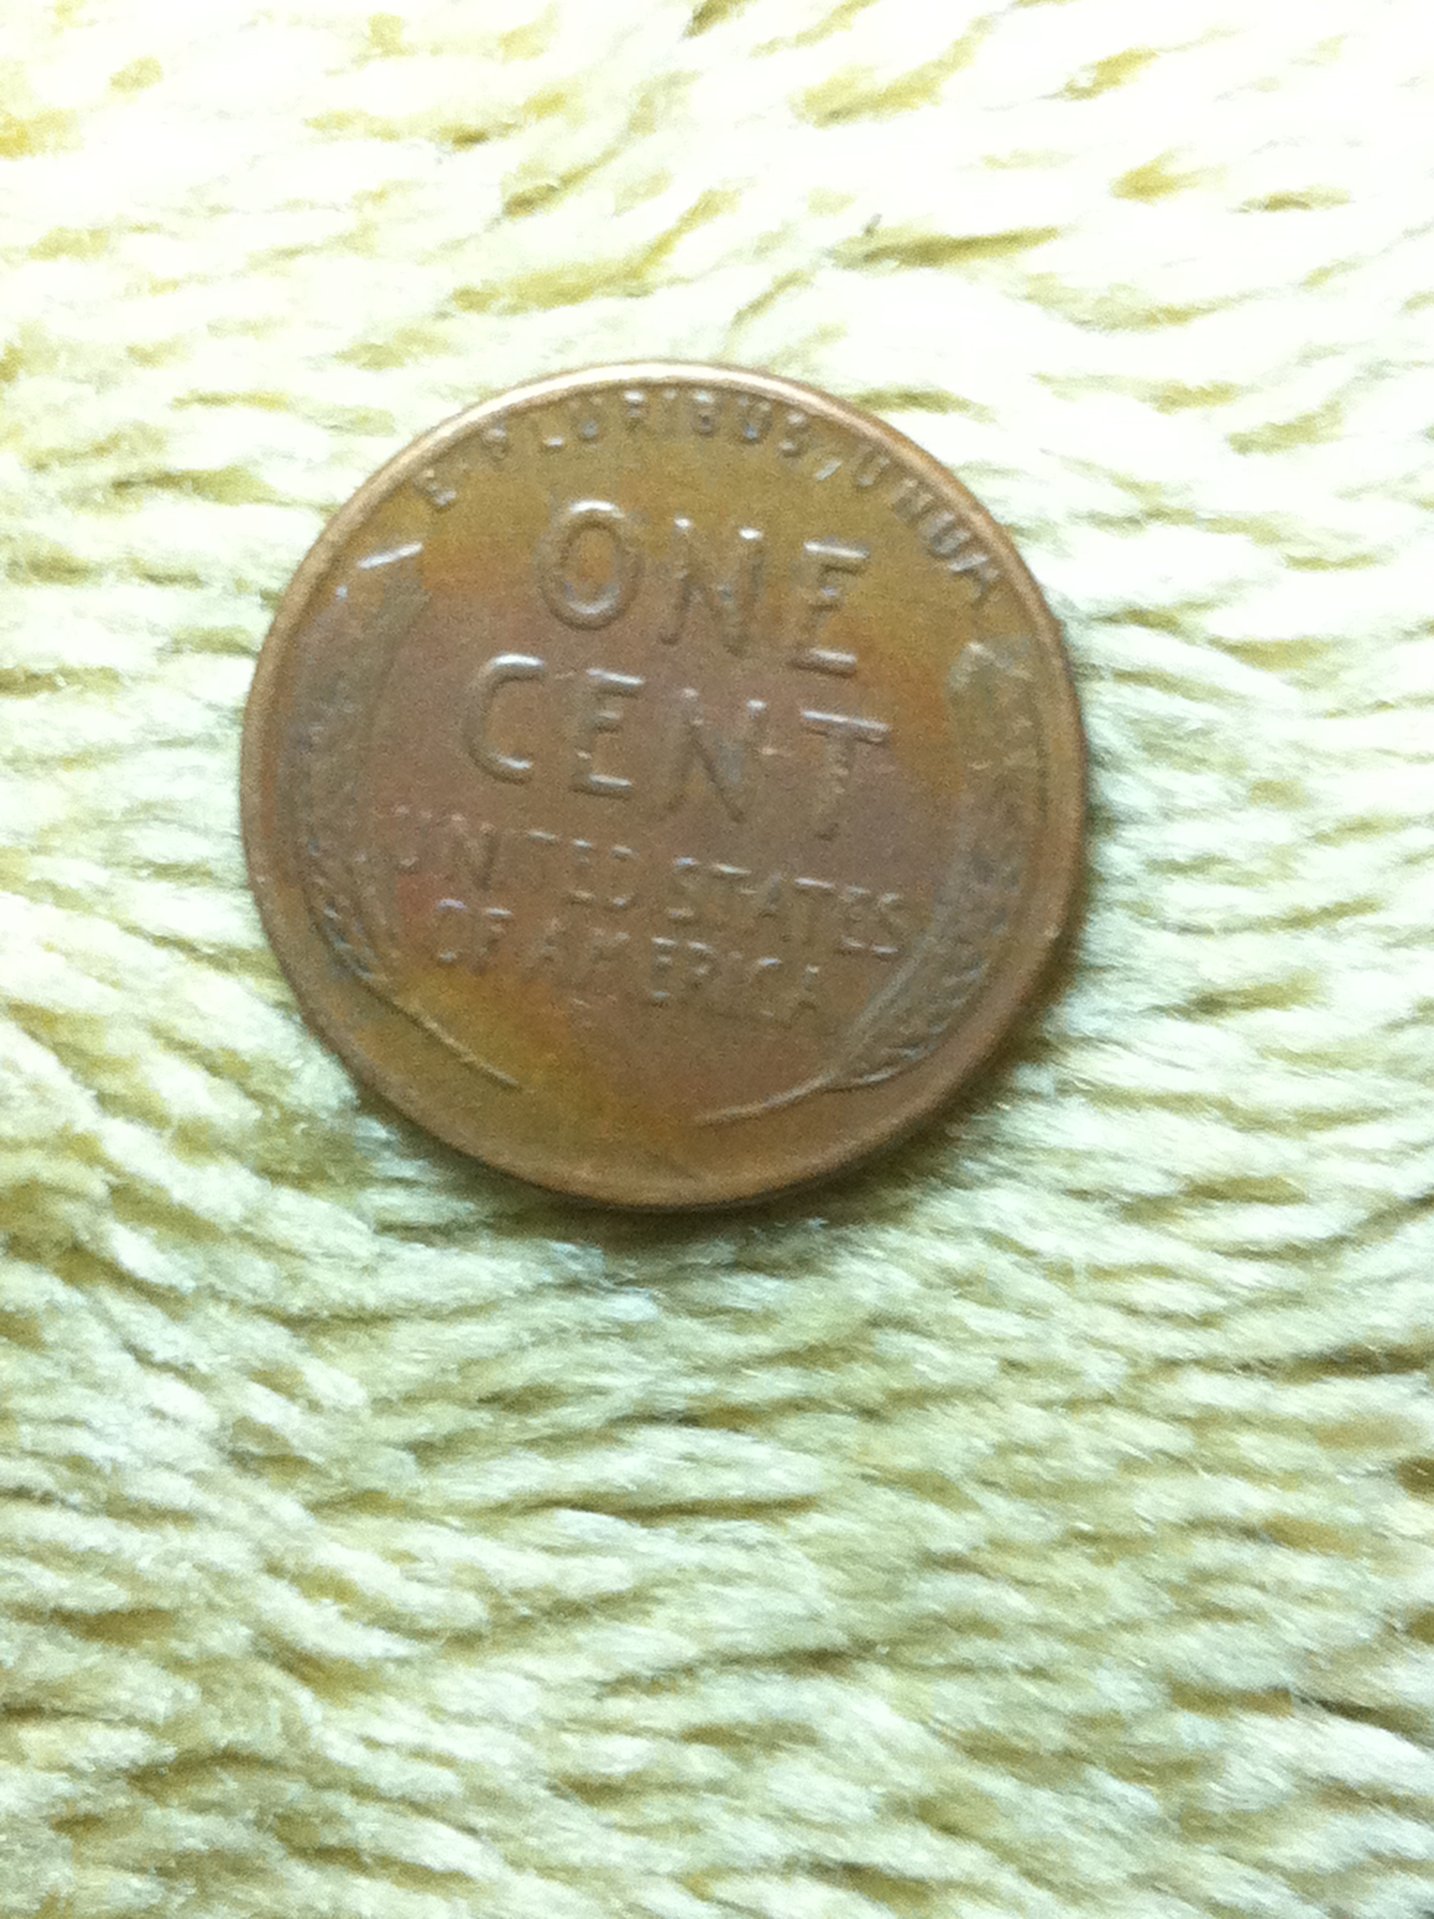 E·PLURIBUS·UNUM
ONE
CENT
UNITED STATES
OF AMERICA